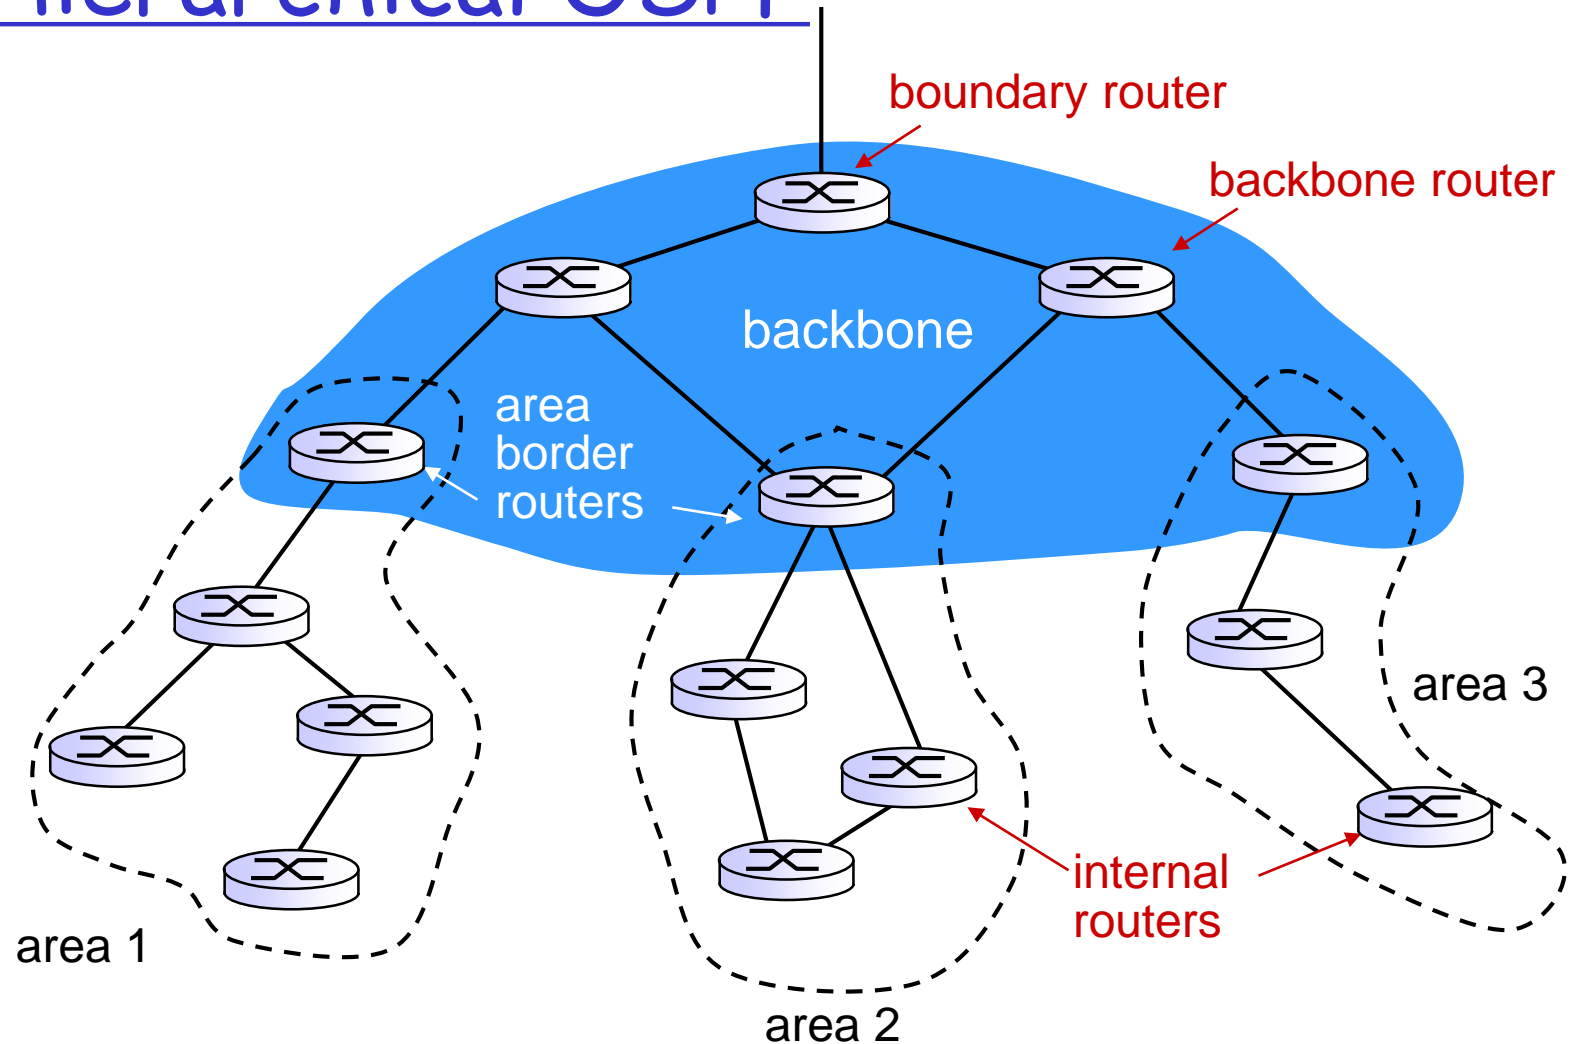 boundary router
backbone router
backbone
area
border
routers
area 3
internal
routers
area 1
area 2